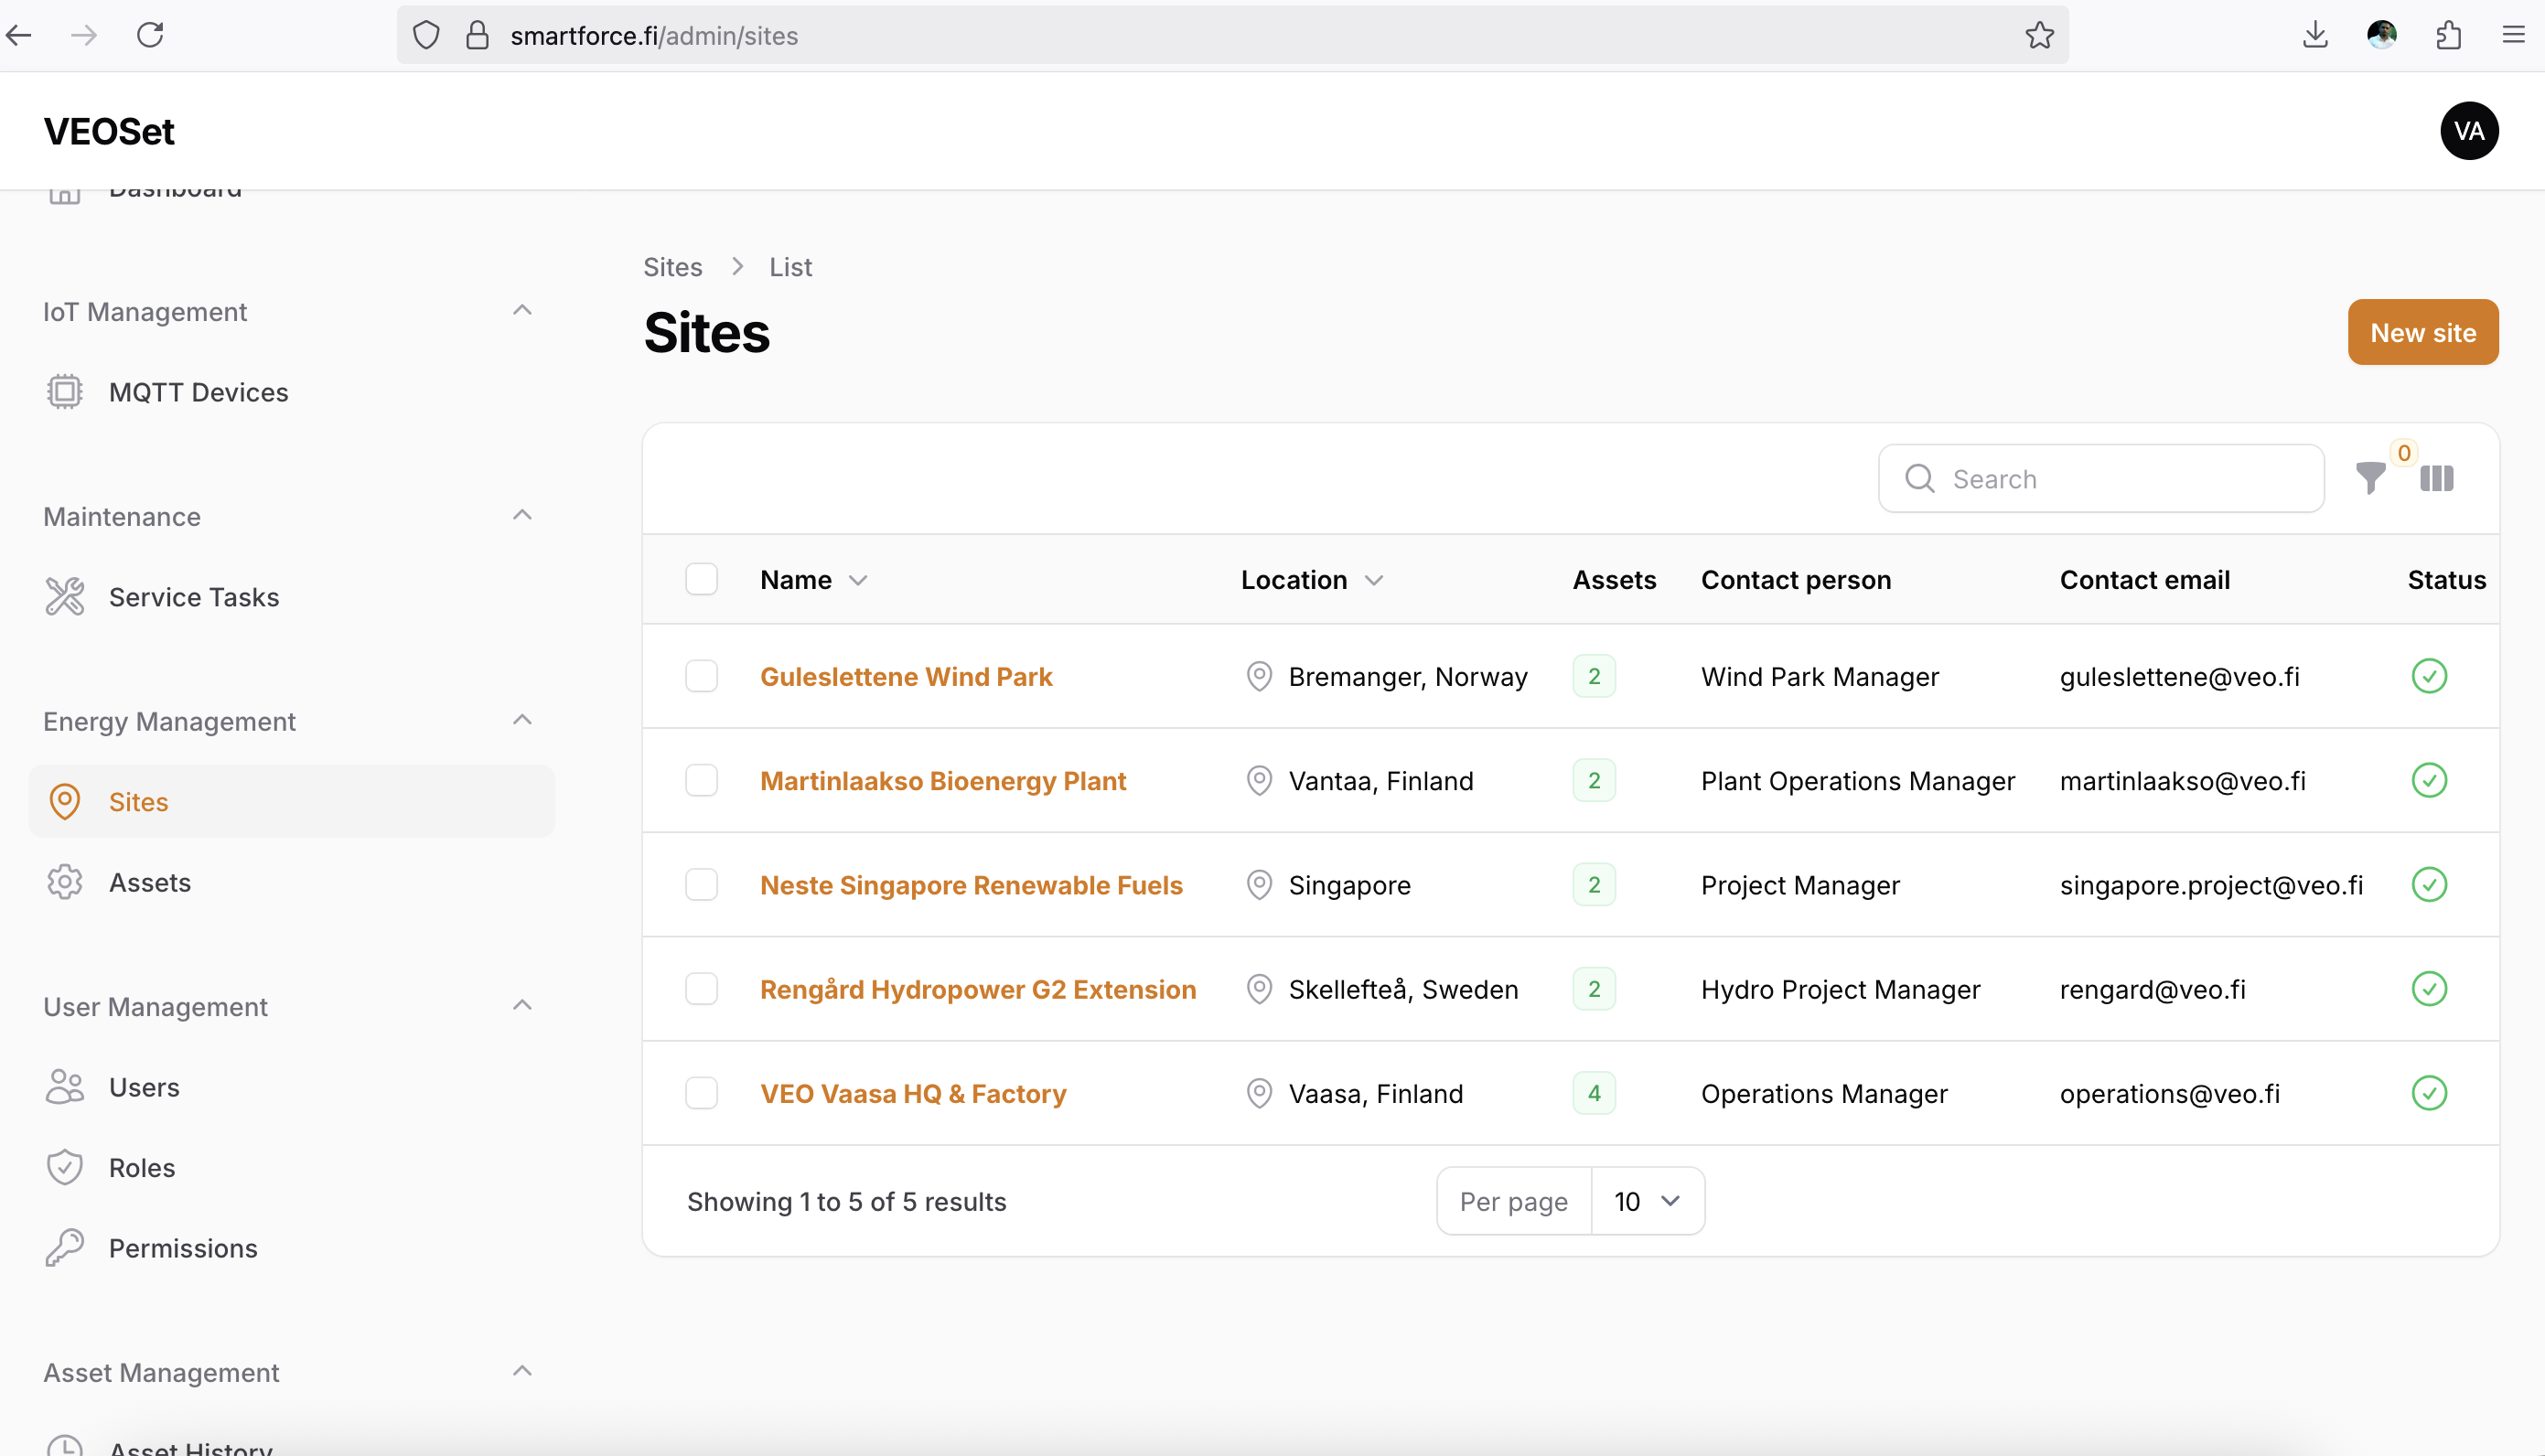 smartforce.fi/admin/sites
VEOSet
VA
Dashboard
IoT Management
MQTT Devices
Maintenance
Service Tasks
Energy Management
Sites
Assets
User Management
Users
Roles
Permissions
Asset Management
Asset History
Sites > List
Sites
New site
Search
0
Name Location Assets Contact person Contact email Status
Guleslettene Wind Park Bremanger, Norway 2 Wind Park Manager guleslettene@veo.fi
Martinlaakso Bioenergy Plant Vantaa, Finland 2 Plant Operations Manager martinlaakso@veo.fi
Neste Singapore Renewable Fuels Singapore 2 Project Manager singapore.project@veo.fi
Rengård Hydropower G2 Extension Skellefteå, Sweden 2 Hydro Project Manager rengard@veo.fi
VEO Vaasa HQ & Factory Vaasa, Finland 4 Operations Manager operations@veo.fi
Showing 1 to 5 of 5 results
Per page 10